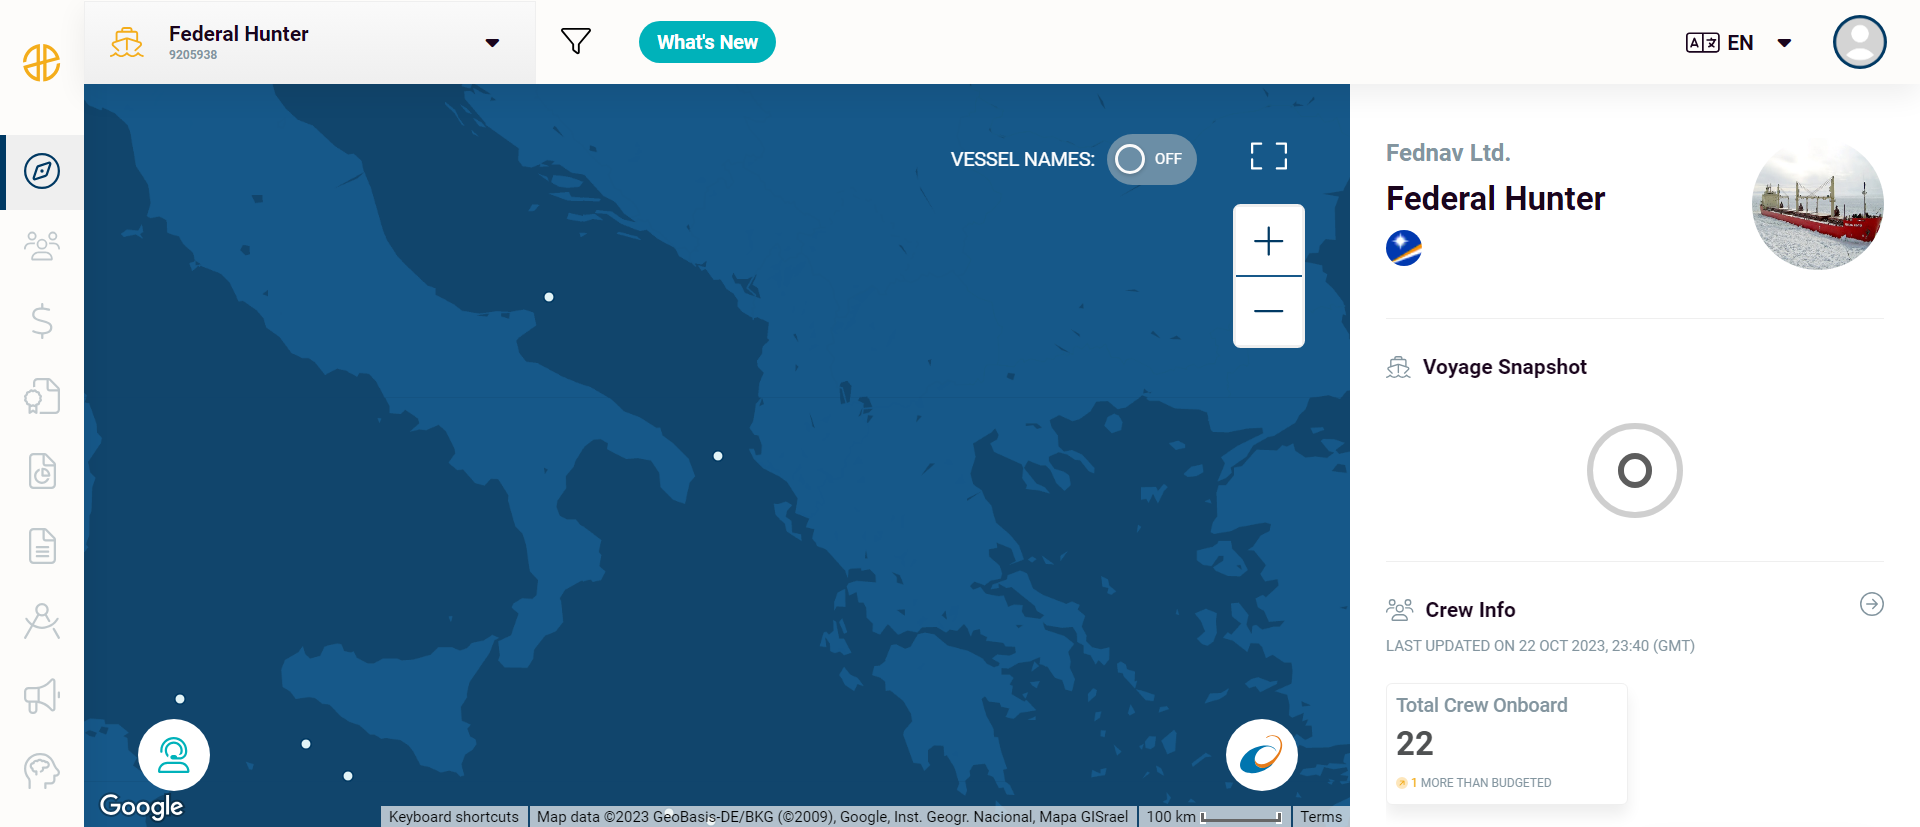 Federal Hunter
9205938
What's New
EN
VESSEL NAMES:
OFF
Fednav Ltd.
Federal Hunter
Voyage Snapshot
Crew Info
LAST UPDATED ON 22 OCT 2023, 23:40 (GMT)
Total Crew Onboard
22
1 MORE THAN BUDGETED
Google
Keyboard shortcuts
Map data ©2023 GeoBasis-DE/BKG (©2009), Google, Inst. Geogr. Nacional, Mapa GISrael
100 km
Terms